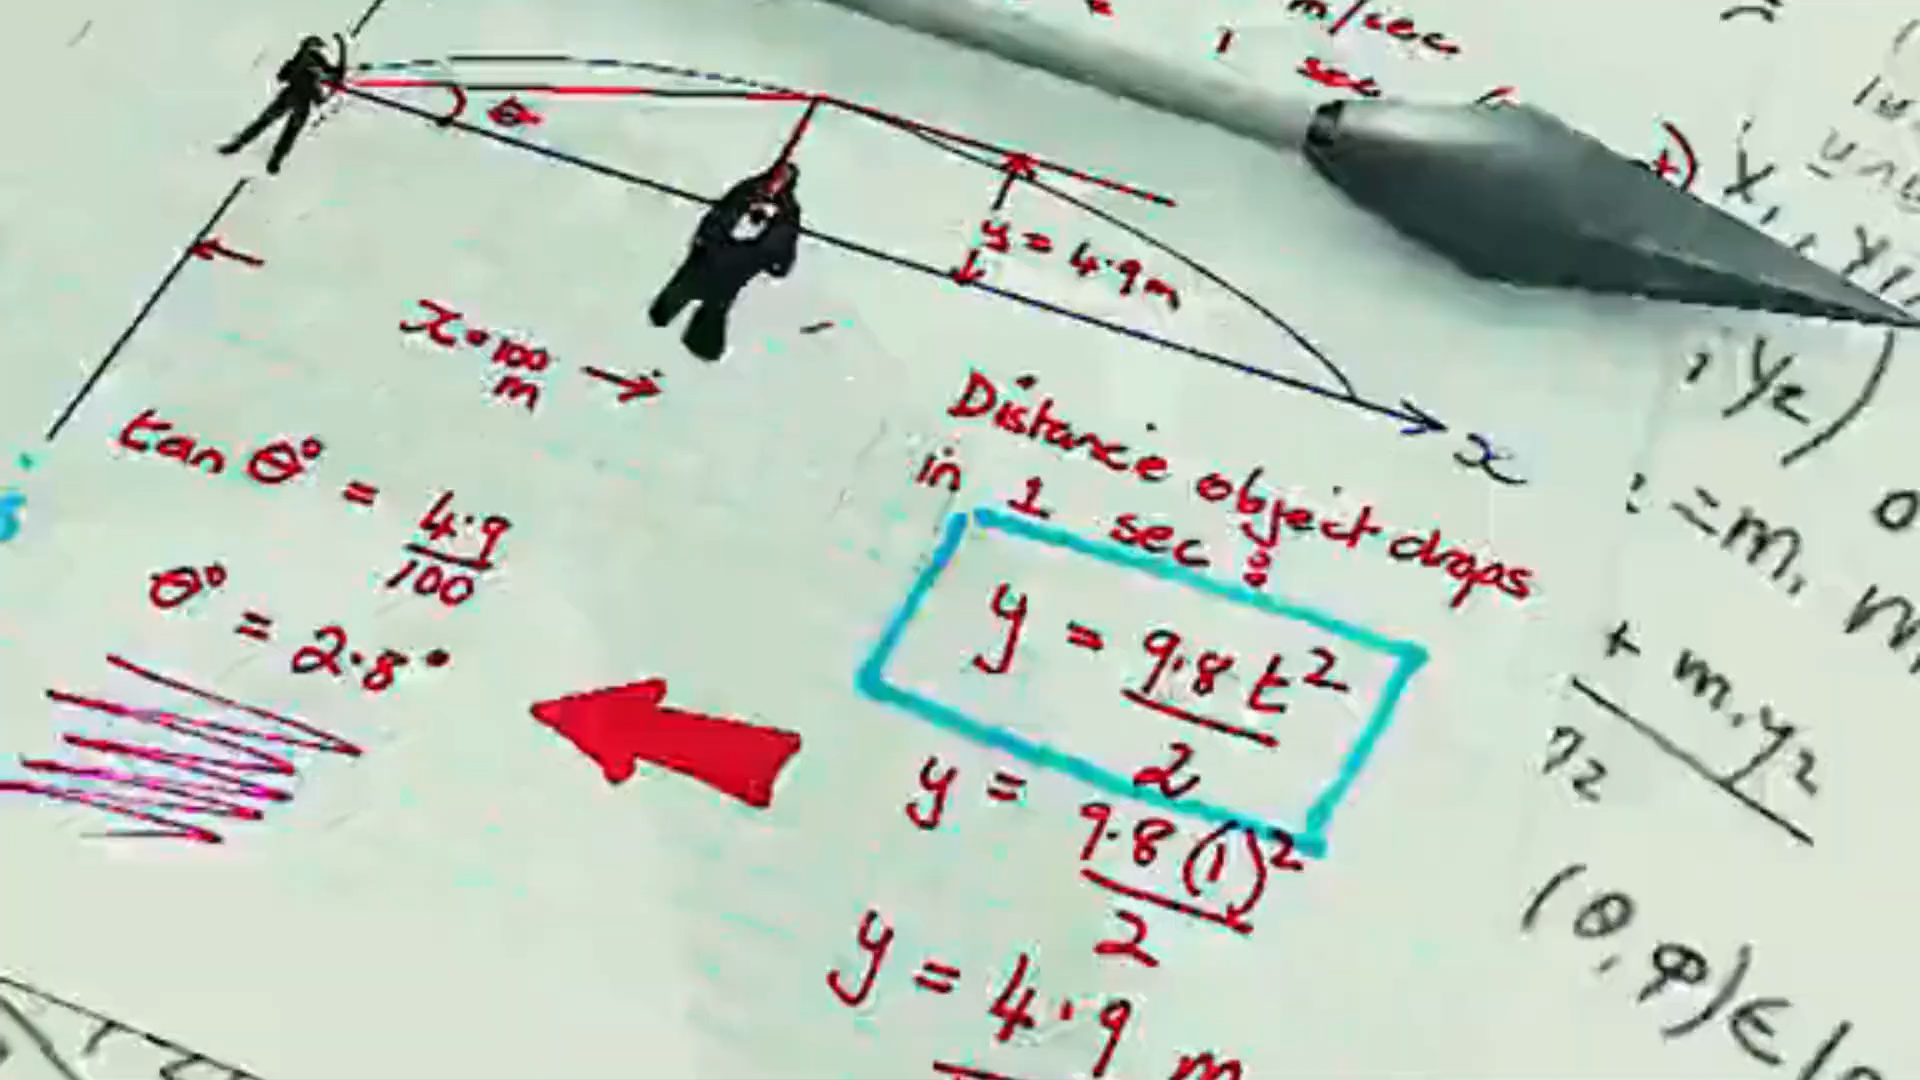 m/sec
1 sec
θ
y = 4.9m
x = 100
m
x
tan θ° = 4.9
100
θ° = 2.8°
Distance object drops
in 1 sec :
y = 9.8 t²
2
y = 9.8 (1)²
2
y = 4.9 m
, y₂)
: = m,
+ m, y₂
(θ, φ) ∈